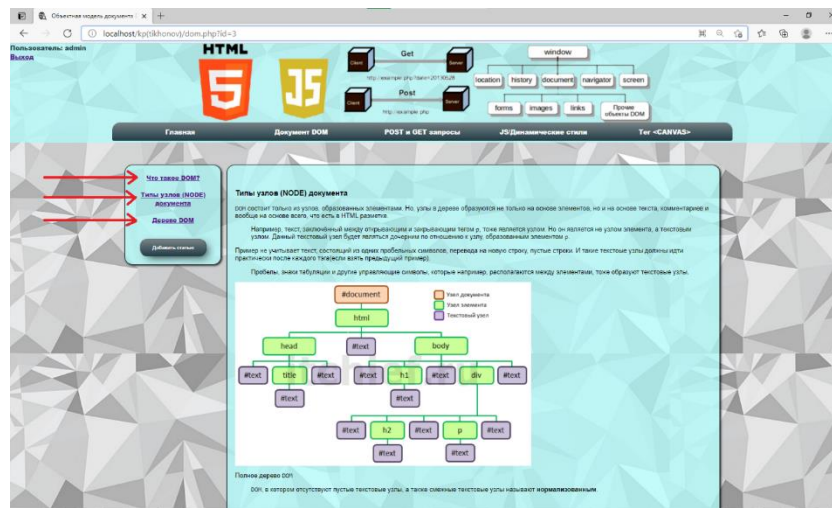 Объектная модель документа
localhost/kp(tikhonov)/dom.php?id=3
Пользователь: admin
Выход
HTML
5
JS
Get
Client
Server
Post
Client
Server
window
location
history
document
navigator
screen
forms
images
links
Прочие
объекты DOM
Главная
Документ DOM
POST и GET запросы
JS/Динамические стили
Тег <CANVAS>
Что такое DOM?
Типы узлов (NODE)
документа
Дерево DOM
Добавить статью
Типы узлов (NODE) документа
DOM состоит только из узлов, образованных элементами. Но, узлы в дереве образуются не только на основе элементов, но и на основе текста, комментариев и
вообще на основе всего, что есть в HTML разметке.
Например, текст, заключённый между открывающим и закрывающим тегом p, тоже является узлом. Но он является не узлом элемента, а текстовым
узлом. Данный текстовый узел будет являться дочерним по отношению к узлу, образованным элементом p.
Пример не учитывает текст, состоящий из одних пробельных символов, перевода на новую строку, пустые строки. И такие текстовые узлы должны идти
практически после каждого тэга(если взять предыдущий пример).
Пробелы, знаки табуляции и другие управляющие символы, которые например, располагаются между элементами, тоже образуют текстовые узлы.
#document
Узел документа
Узел элемента
Текстовый узел
html
head
#text
body
#text
title
#text
#text
h1
#text
div
#text
#text
#text
#text
h2
#text
p
#text
#text
#text
Полное дерево DOM
DOM, в котором отсутствуют пустые текстовые узлы, а также смежные текстовые узлы называют нормализованным